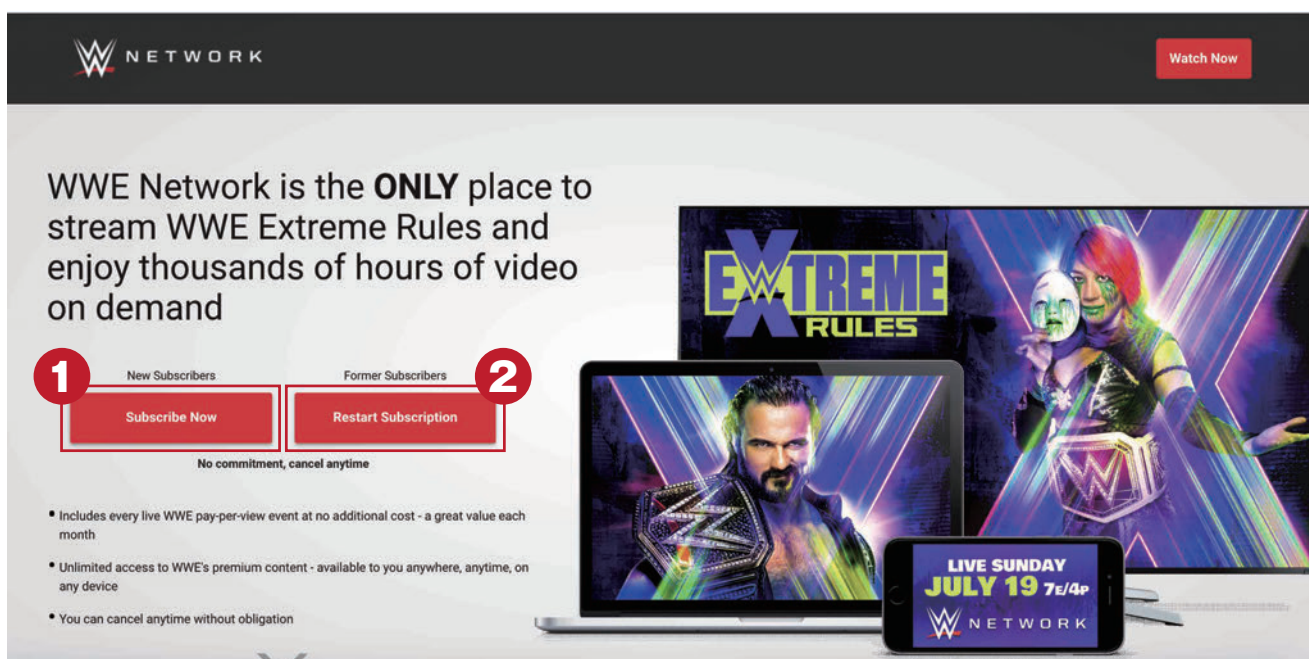 W NETWORK
Watch Now
WWE Network is the ONLY place to
stream WWE Extreme Rules and
enjoy thousands of hours of video
on demand
1
New Subscribers
Former Subscribers
2
Subscribe Now
Restart Subscription
No commitment, cancel anytime
• Includes every live WWE pay-per-view event at no additional cost - a great value each
month
• Unlimited access to WWE's premium content - available to you anywhere, anytime, on
any device
• You can cancel anytime without obligation
EXTREME
RULES
LIVE SUNDAY
JULY 19 7E/4P
W NETWORK